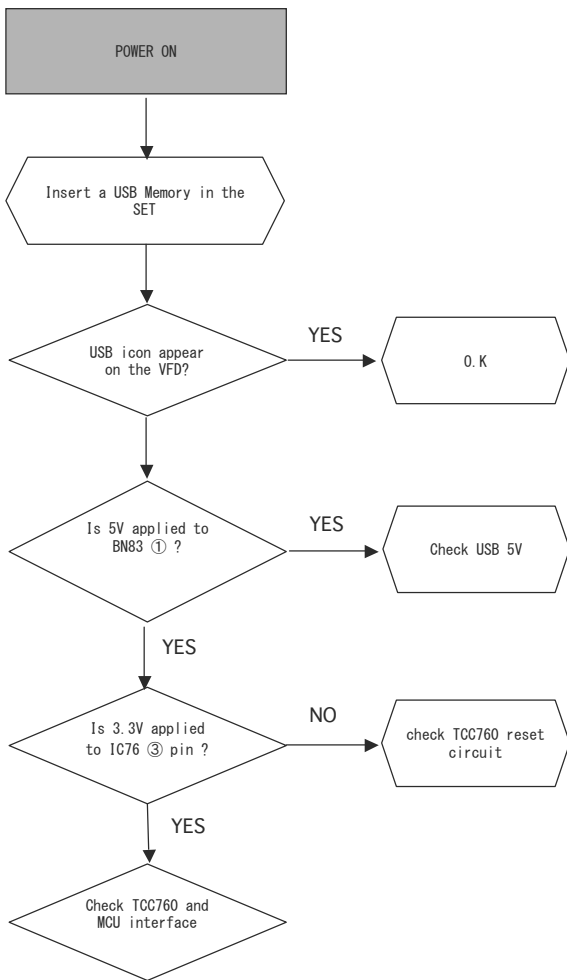 POWER ON
Insert a USB Memory in the
SET
USB icon appear
on the VFD?
YES
O.K
Is 5V applied to
BN83 ① ?
YES
Check USB 5V
YES
Is 3.3V applied
to IC76 ③ pin ?
NO
check TCC760 reset
circuit
YES
Check TCC760 and
MCU interface